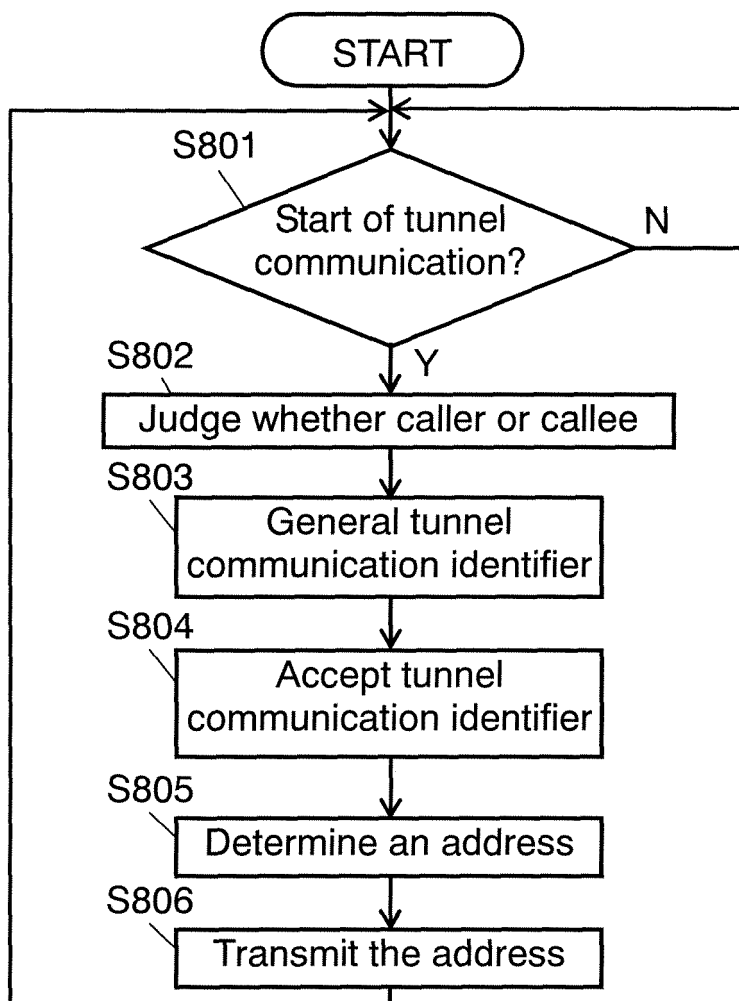 START
S801
Start of tunnel
communication?
N
Y
S802
Judge whether caller or callee
S803
General tunnel
communication identifier
S804
Accept tunnel
communication identifier
S805
Determine an address
S806
Transmit the address